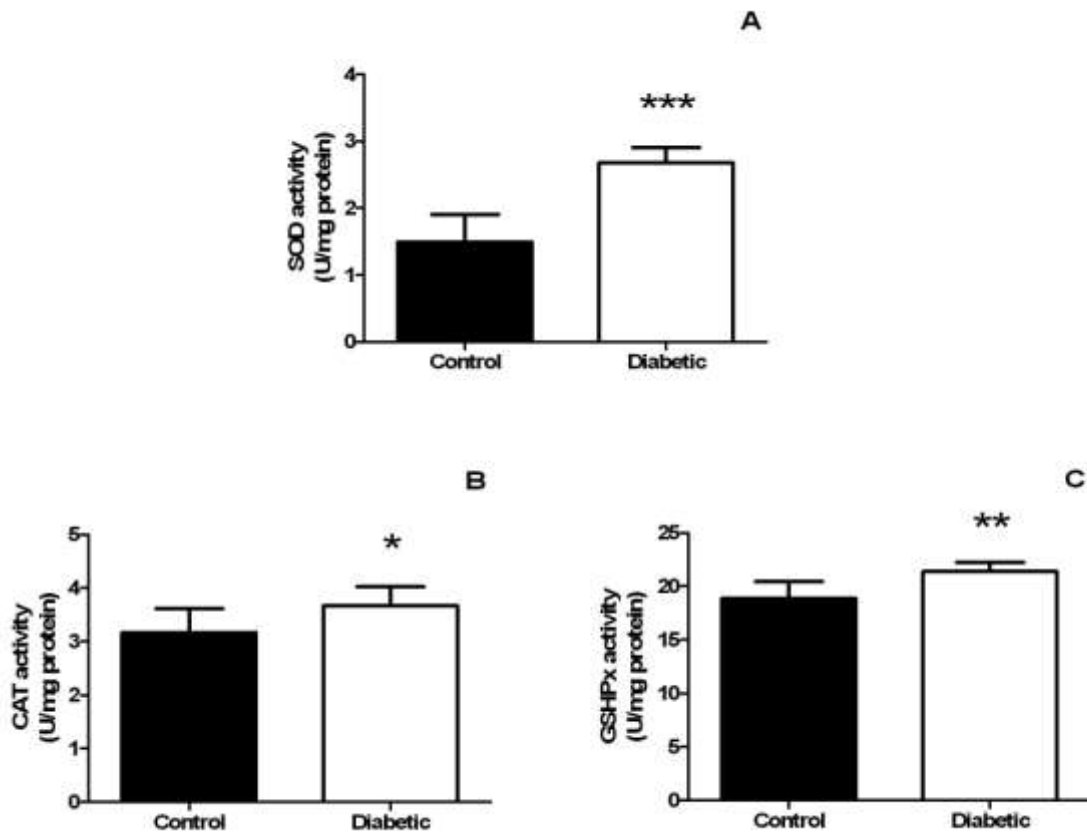 A
SOD activity
(U/mg protein)
4
3
2
1
0
***
Control
Diabetic
B
CAT activity
(U/mg protein)
5
4
3
2
1
0
*
Control
Diabetic
C
GSHPx activity
(U/mg protein)
25
20
15
10
5
0
**
Control
Diabetic